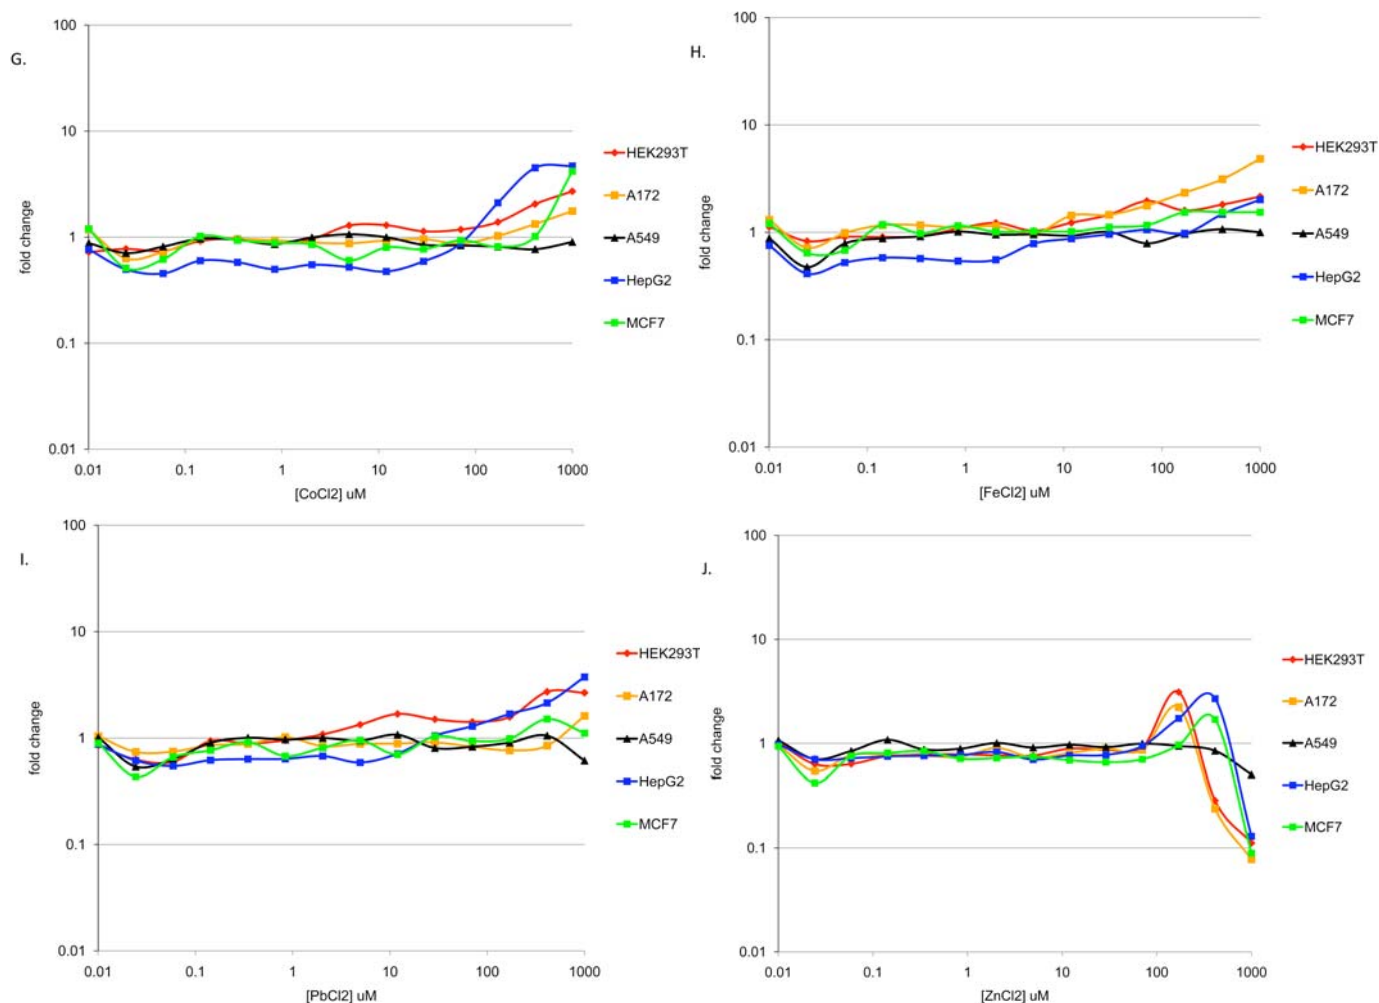 G.
100
10
1
0.1
0.01
fold change
0.01 0.1 1 10 100 1000
[CoCl2] uM
HEK293T
A172
A549
HepG2
MCF7
H.
100
10
1
0.1
0.01
fold change
0.01 0.1 1 10 100 1000
[FeCl2] uM
HEK293T
A172
A549
HepG2
MCF7
I.
100
10
1
0.1
0.01
fold change
0.01 0.1 1 10 100 1000
[PbCl2] uM
HEK293T
A172
A549
HepG2
MCF7
J.
100
10
1
0.1
0.01
fold change
0.01 0.1 1 10 100 1000
[ZnCl2] uM
HEK293T
A172
A549
HepG2
MCF7